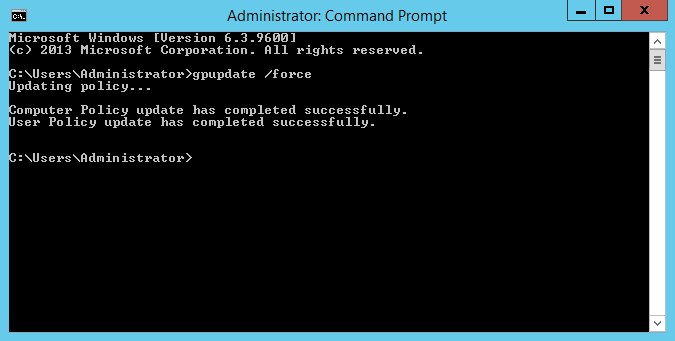 Administrator: Command Prompt
Microsoft Windows [Version 6.3.9600]
(c) 2013 Microsoft Corporation. All rights reserved.
C:\Users\Administrator>gpupdate /force
Updating policy...
Computer Policy update has completed successfully.
User Policy update has completed successfully.
C:\Users\Administrator>